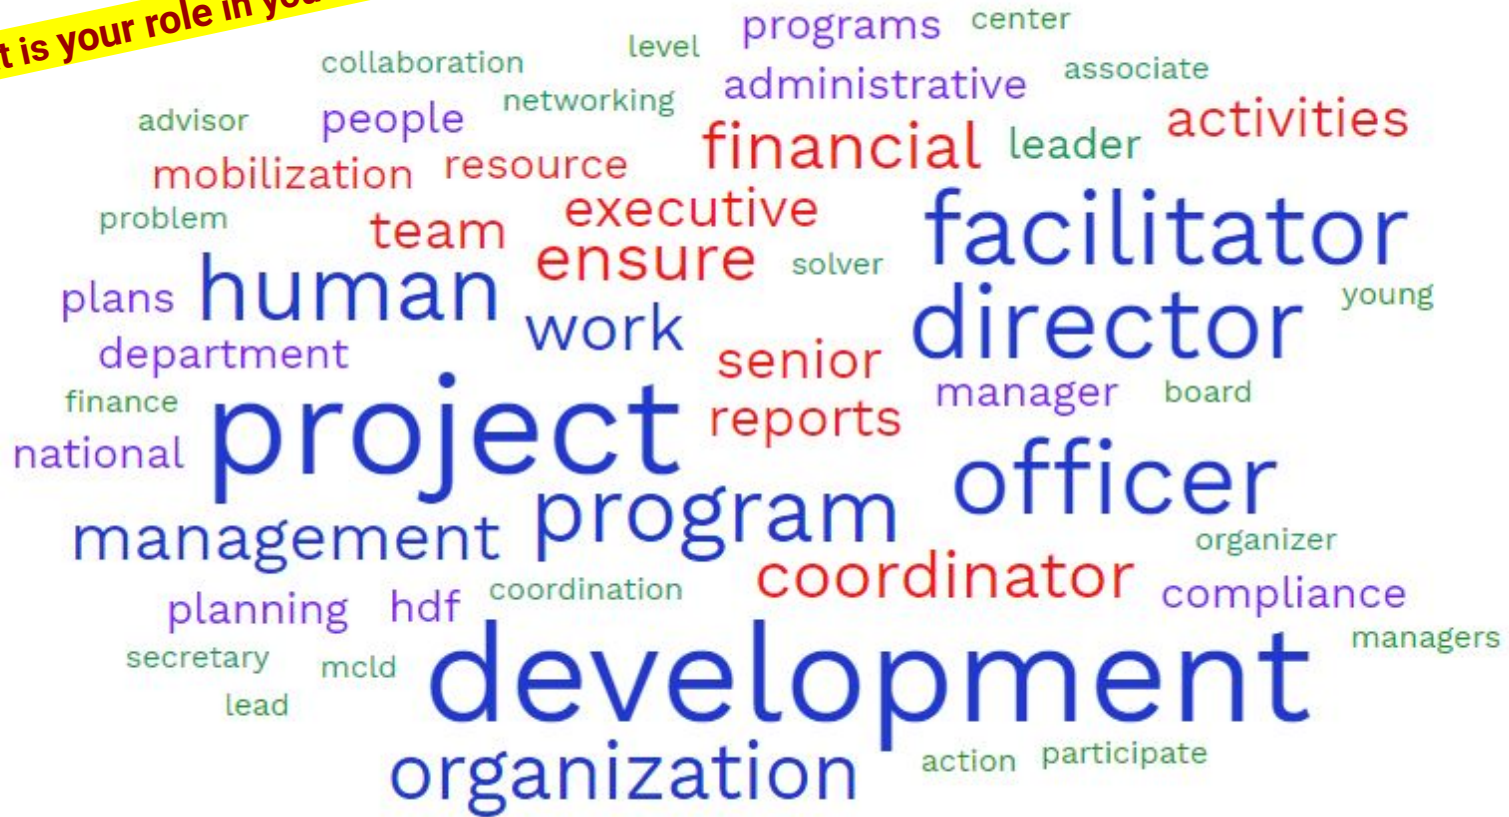 t is your role in you
programs center
level
collaboration
administrative associate
networking
people
advisor
activities
financial leader
mobilization resource
executive
facilitator
problem
team
ensure solver
human
young
plans
work
director
department
senior
manager board
finance
project reports
national
officer
program
management
organizer
coordinator
coordination
compliance
planning hdf
managers
secretary mcld
development
lead
action participate
organization